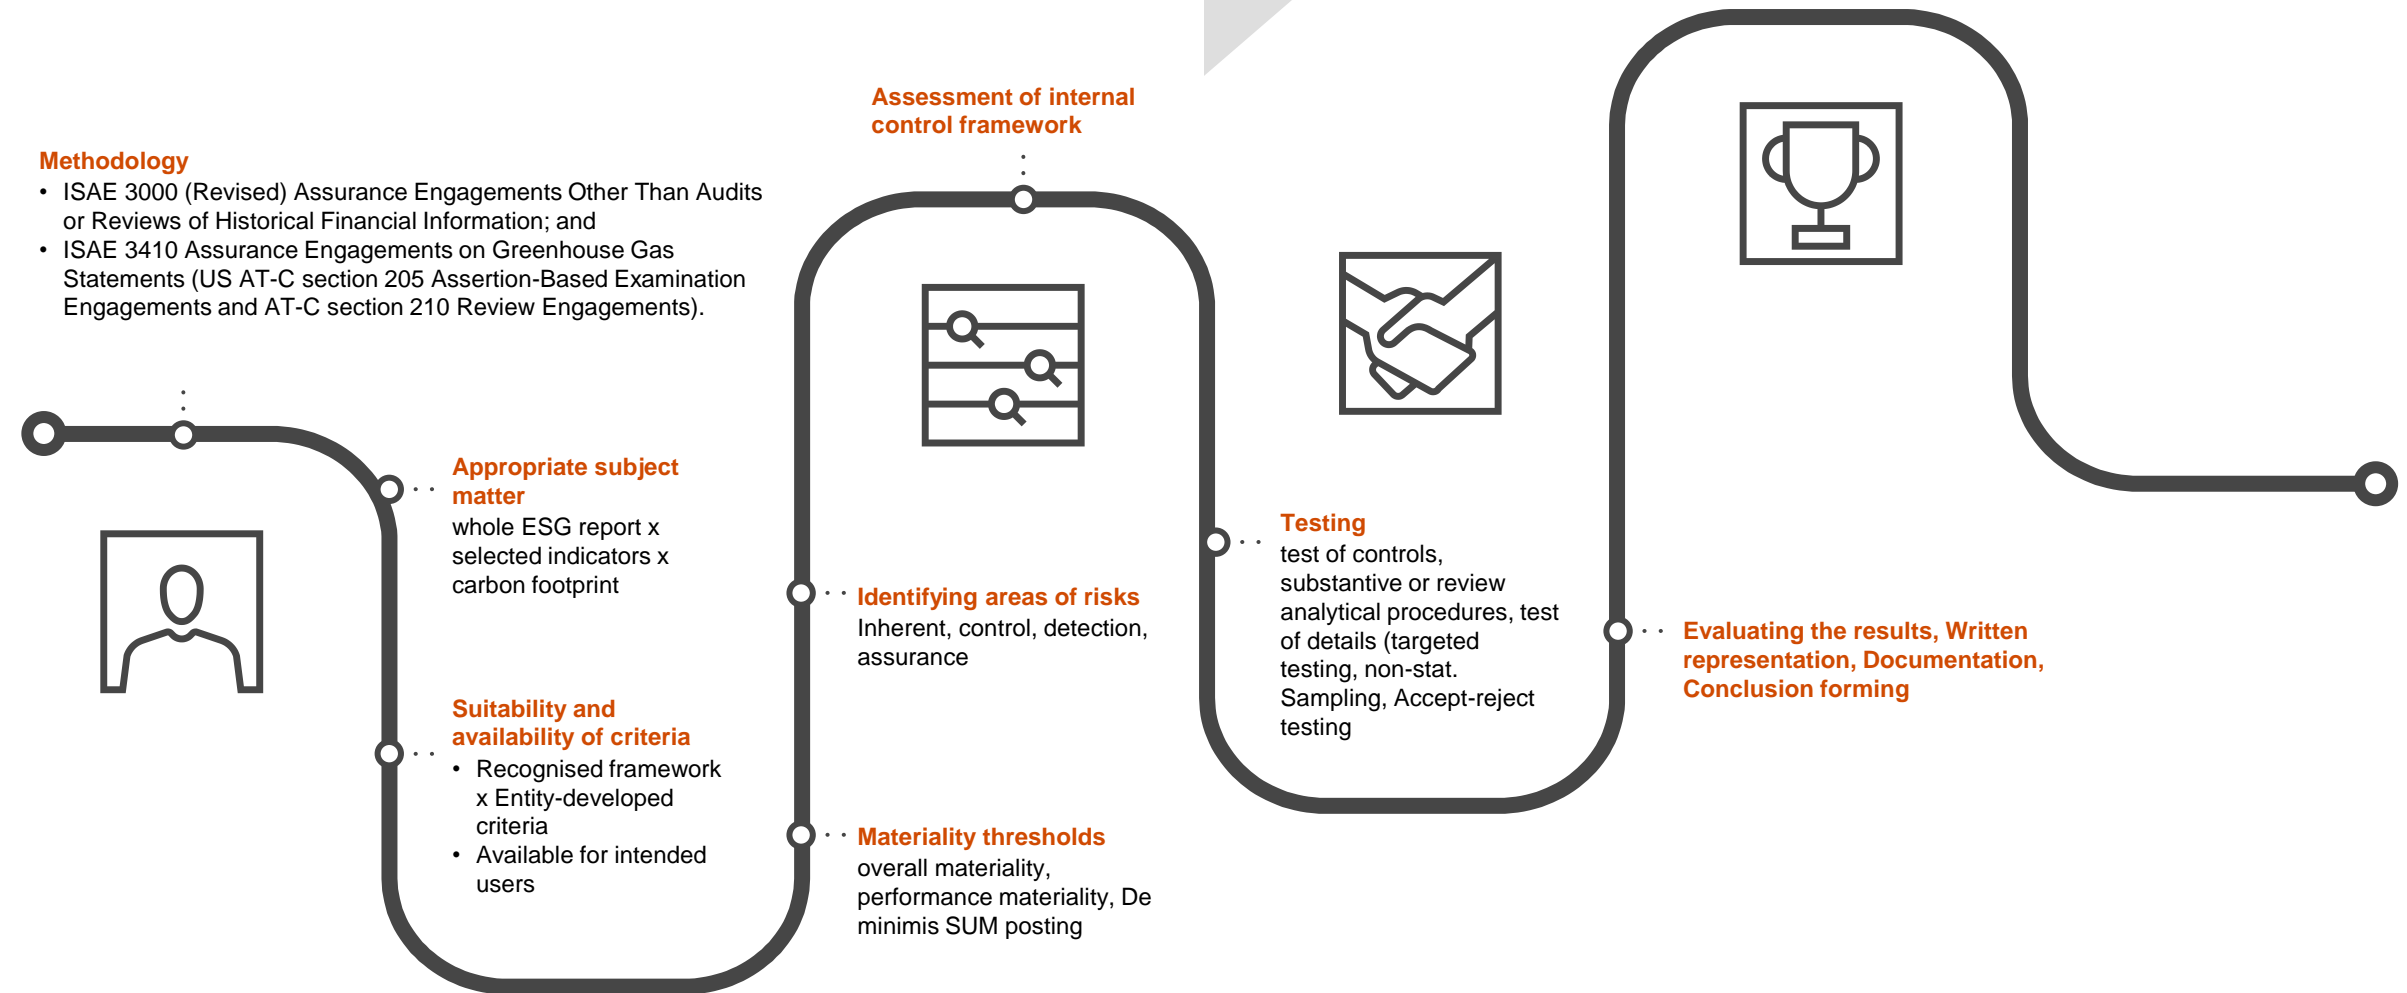 Methodology
• ISAE 3000 (Revised) Assurance Engagements Other Than Audits
or Reviews of Historical Financial Information; and
• ISAE 3410 Assurance Engagements on Greenhouse Gas
Statements (US AT-C section 205 Assertion-Based Examination
Engagements and AT-C section 210 Review Engagements).
Appropriate subject
matter
whole ESG report x
selected indicators x
carbon footprint
Suitability and
availability of criteria
• Recognised framework
x Entity-developed
criteria
• Available for intended
users
Materiality thresholds
overall materiality,
performance materiality, De
minimis SUM posting
Identifying areas of risks
Inherent, control, detection,
assurance
Assessment of internal
control framework
Testing
test of controls,
substantive or review
analytical procedures, test
of details (targeted
testing, non-stat.
Sampling, Accept-reject
testing
Evaluating the results, Written
representation, Documentation,
Conclusion forming